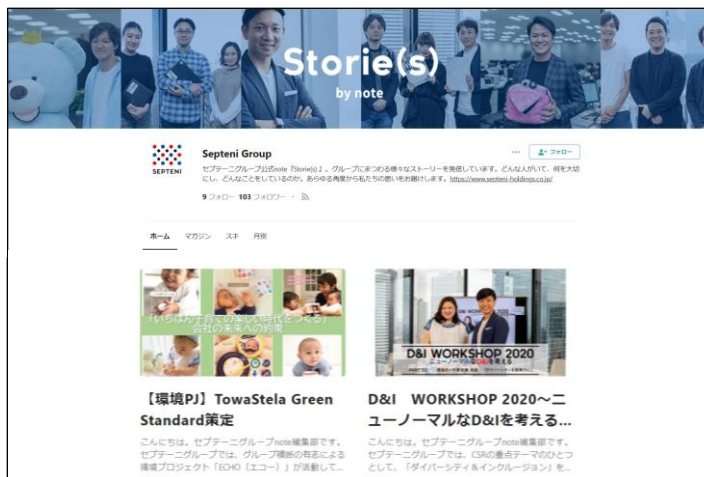 Storie(s)
by note
SEPTENI
Septeni Group
… フォロー
セプテーニグループ公式note『Storie(s)』。グループにまつわる様々なストーリーを発信しています。どんな人がいて、何を大切
にし、どんなことをしているのか。あらゆる角度から私たちの思いをお届けします。https://www.septeni-holdings.co.jp/
9 フォロー 103 フォロワー ・
ホーム マガジン スキ 月別
「いちばん子育ての楽しい時代をつくる」
会社の未来への約束
D&I WORKSHOP 2020
ニューノーマルなD&Iを考える
【環境PJ】TowaStela Green
Standard策定
こんにちは。セプテーニグループnote編集部です。
セプテーニグループでは、グループ横断の有志による
環境プロジェクト「ECHO（エコー）」が活動して...
D&I WORKSHOP 2020～ニ
ューノーマルなD&Iを考える...
こんにちは。セプテーニグループnote編集部です。
セプテーニグループでは、CSRの重点テーマのひとつ
として、「ダイバーシティ＆インクルージョン」を...